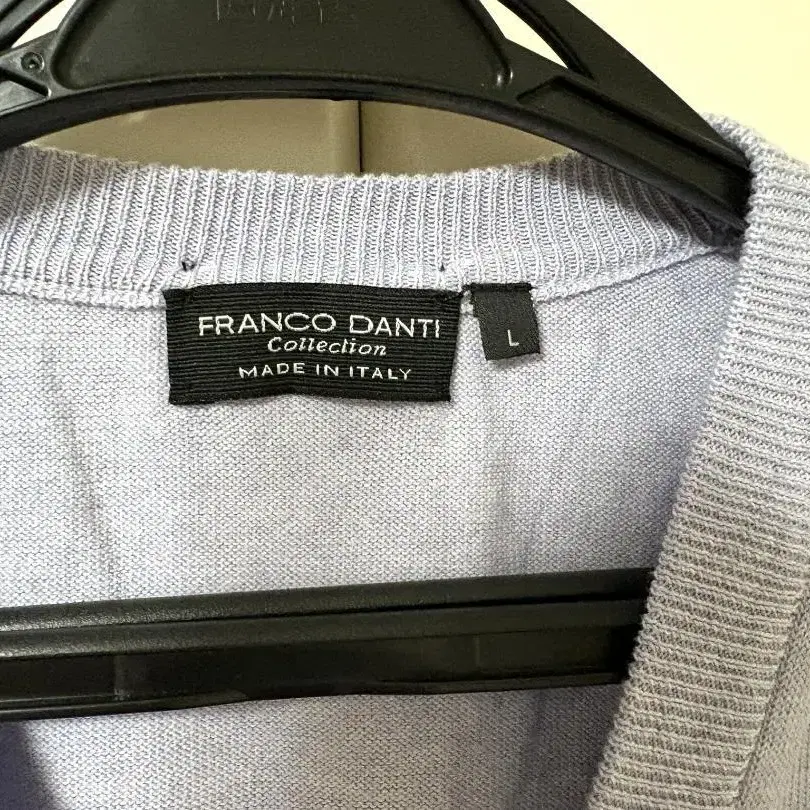 FRANCO DANTI
Collection
MADE IN ITALY
L